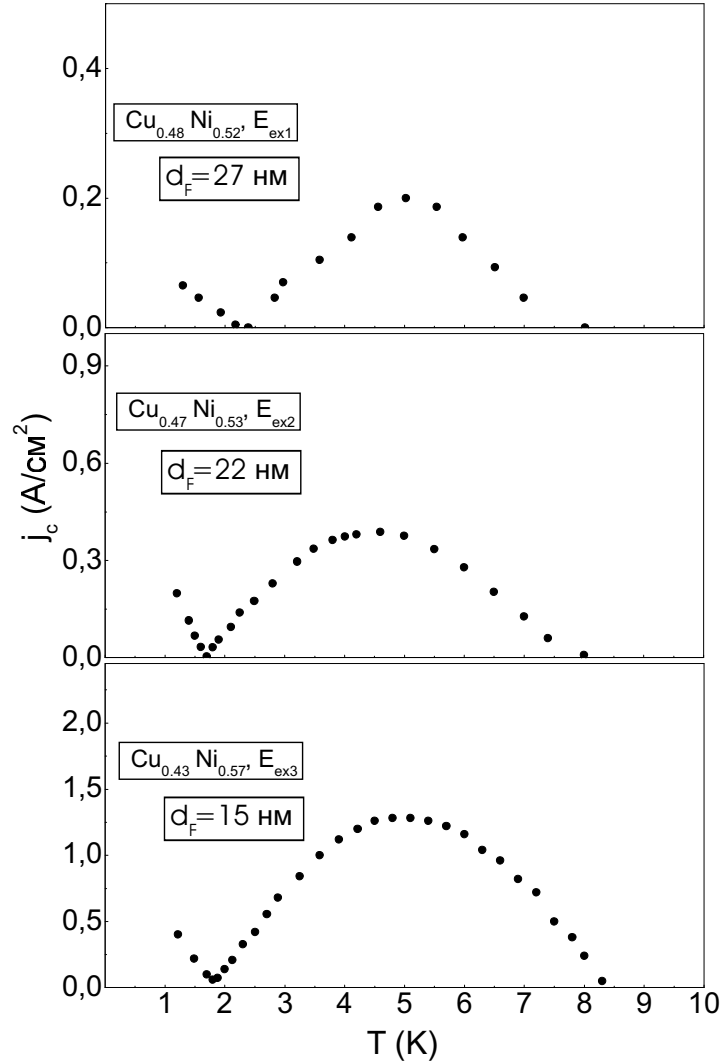 0,4
Cu0.48 Ni0.52, Eex1
dF=27 нм
0,2
0,0
0,9
Cu0.47 Ni0.53, Eex2
dF=22 нм
0,6
0.3
0,0
jc (A/см2)
2,0
Cu0.43 Ni0.57, Eex3
1,5
dF=15 нм
1,0
0,5
0,0
1 2 3 4 5 6 7 8 9 10
T (K)